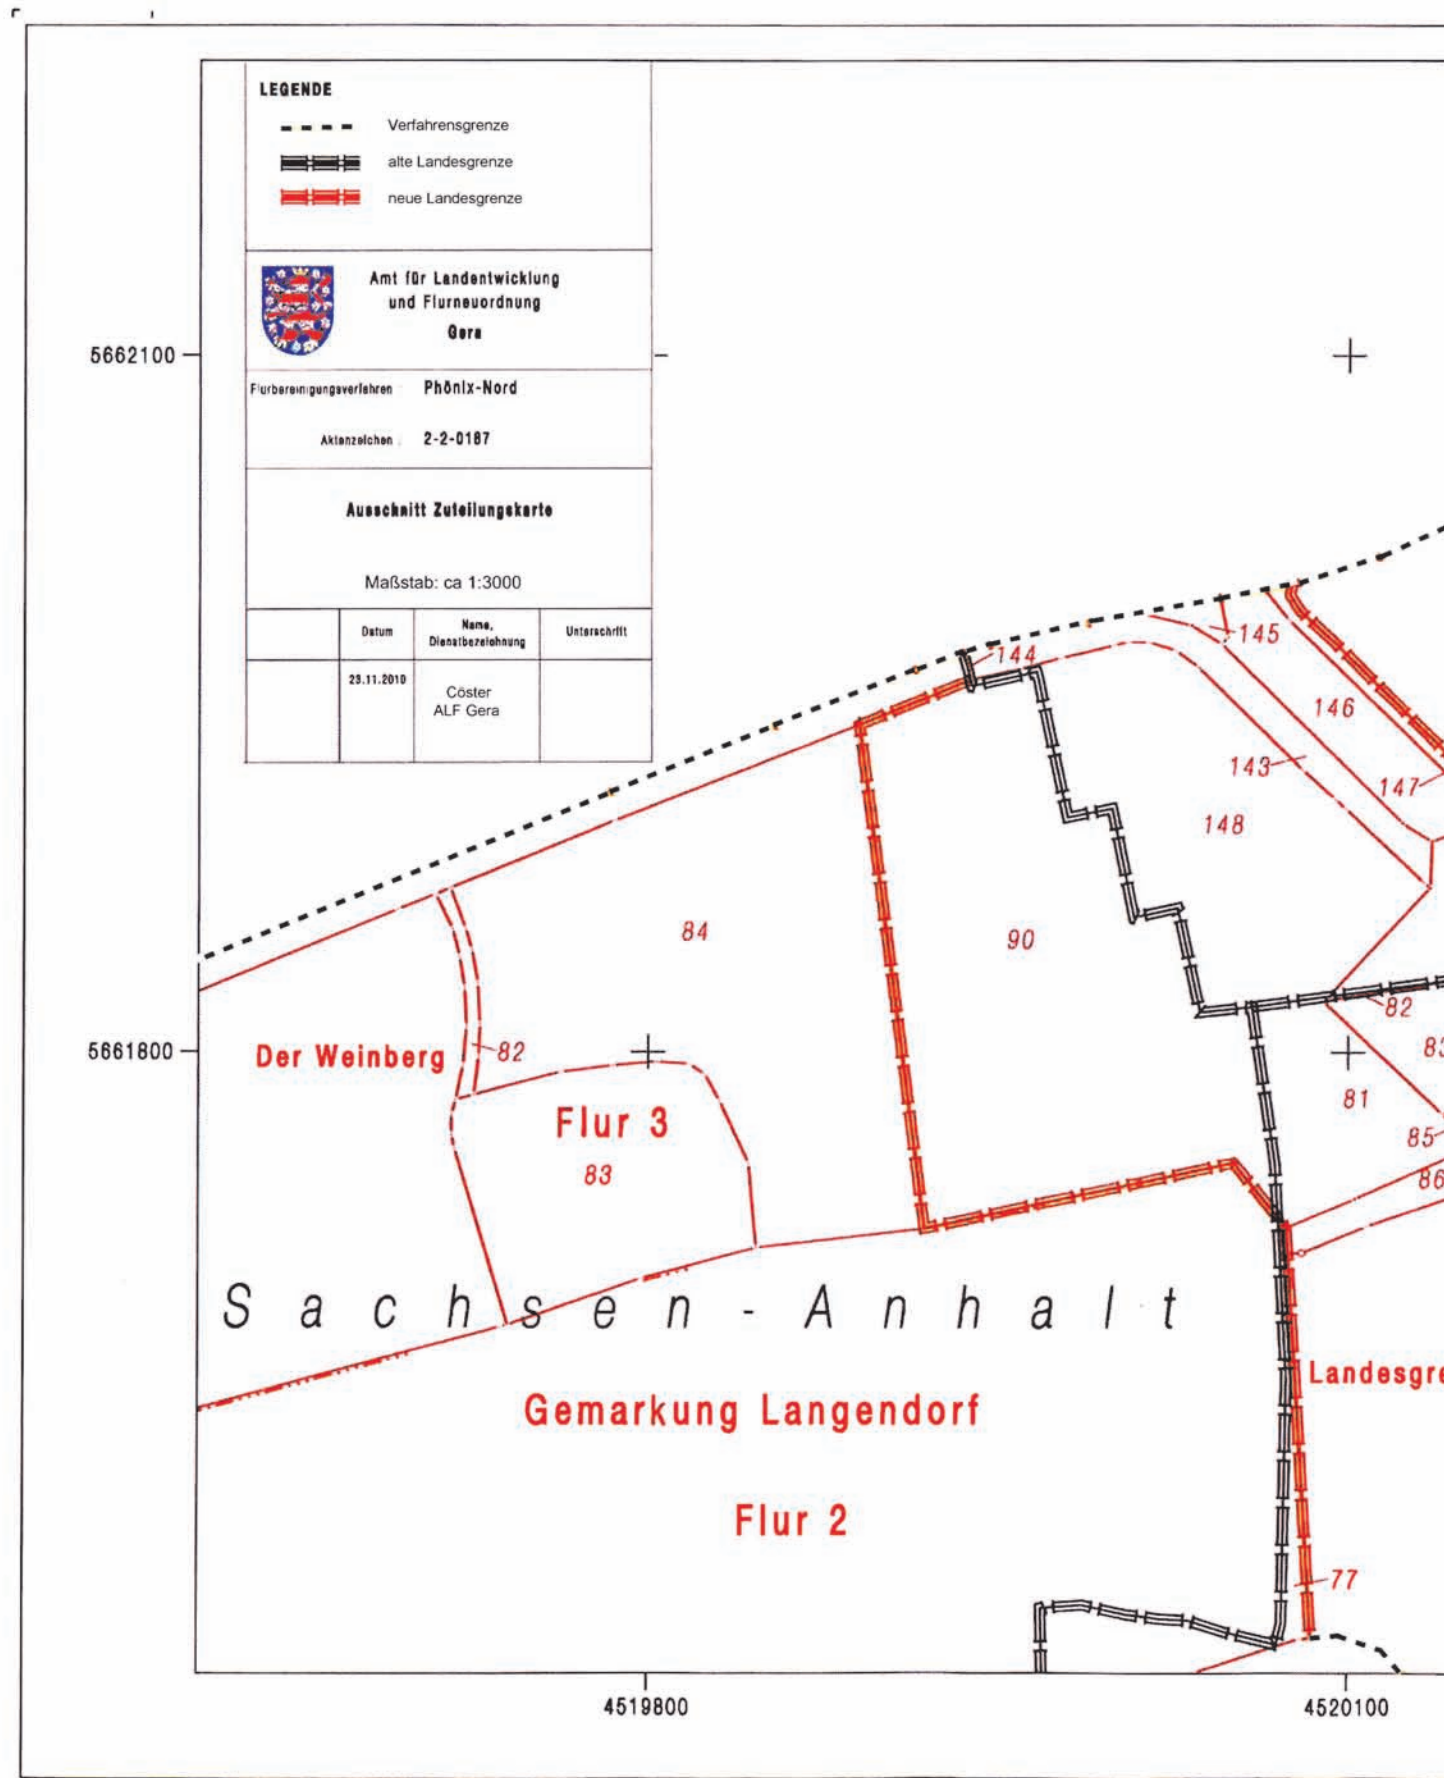 LEGENDE
Verfahrensgrenze
alte Landesgrenze
neue Landesgrenze
Amt für Landentwicklung
und Flurneuordnung
Gera
Flurbereinigungsverfahren Phönix-Nord
Aktenzeichen : 2-2-0187
Ausschnitt Zuteilungskarte
Maßstab: ca 1:3000
Datum
Name,
Dienstbezeichnung
Unterschrift
23.11.2010
Cöster
ALF Gera
5662100
145
144
146
143
147
148
84
90
82
5661800
Der Weinberg
82
83
81
Flur 3
85
83
86
Sachsen-Anhalt
Landesgre
Gemarkung Langendorf
Flur 2
77
4519800
4520100